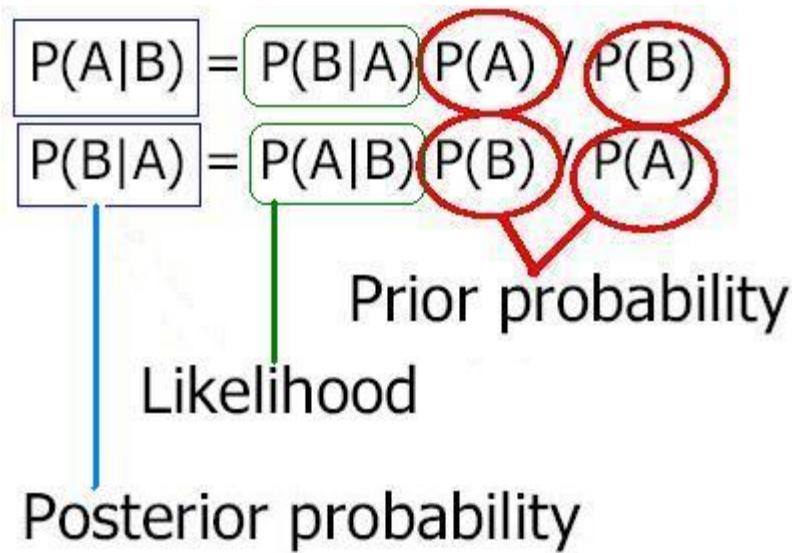 P(A|B) = P(B|A) P(A) / P(B)
P(B|A) = P(A|B) P(B) / P(A)
Prior probability
Likelihood
Posterior probability